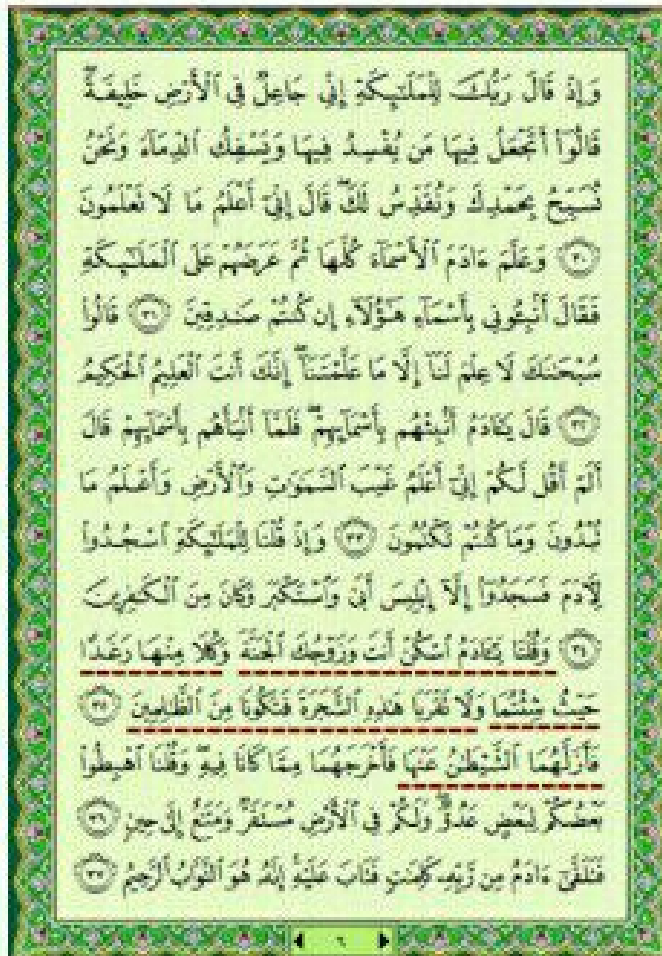 وَإِذْ قَالَ رَبُّكَ لِلْمَلَٰٓئِكَةِ إِنِّى جَاعِلٌ فِى ٱلْأَرْضِ خَلِيفَةً ۖ
قَالُوٓا۟ أَتَجْعَلُ فِيهَا مَن يُفْسِدُ فِيهَا وَيَسْفِكُ ٱلدِّمَآءَ وَنَحْنُ
نُسَبِّحُ بِحَمْدِكَ وَنُقَدِّسُ لَكَ ۖ قَالَ إِنِّىٓ أَعْلَمُ مَا لَا تَعْلَمُونَ
﴿٣٠﴾ وَعَلَّمَ ءَادَمَ ٱلْأَسْمَآءَ كُلَّهَا ثُمَّ عَرَضَهُمْ عَلَى ٱلْمَلَٰٓئِكَةِ
فَقَالَ أَنۢبِـُٔونِى بِأَسْمَآءِ هَٰٓؤُلَآءِ إِن كُنتُمْ صَٰدِقِينَ ﴿٣١﴾ قَالُوا۟
سُبْحَٰنَكَ لَا عِلْمَ لَنَآ إِلَّا مَا عَلَّمْتَنَآ ۖ إِنَّكَ أَنتَ ٱلْعَلِيمُ ٱلْحَكِيمُ
﴿٣٢﴾ قَالَ يَٰٓـَٔادَمُ أَنۢبِئْهُم بِأَسْمَآئِهِمْ ۖ فَلَمَّآ أَنۢبَأَهُم بِأَسْمَآئِهِمْ قَالَ
أَلَمْ أَقُل لَّكُمْ إِنِّىٓ أَعْلَمُ غَيْبَ ٱلسَّمَٰوَٰتِ وَٱلْأَرْضِ وَأَعْلَمُ مَا
تُبْدُونَ وَمَا كُنتُمْ تَكْتُمُونَ ﴿٣٣﴾ وَإِذْ قُلْنَا لِلْمَلَٰٓئِكَةِ ٱسْجُدُوا۟
لِـَٔادَمَ فَسَجَدُوٓا۟ إِلَّآ إِبْلِيسَ أَبَىٰ وَٱسْتَكْبَرَ وَكَانَ مِنَ ٱلْكَٰفِرِينَ
﴿٣٤﴾ وَقُلْنَا يَٰٓـَٔادَمُ ٱسْكُنْ أَنتَ وَزَوْجُكَ ٱلْجَنَّةَ وَكُلَا مِنْهَا رَغَدًا
حَيْثُ شِئْتُمَا وَلَا تَقْرَبَا هَٰذِهِ ٱلشَّجَرَةَ فَتَكُونَا مِنَ ٱلظَّٰلِمِينَ ﴿٣٥﴾
فَأَزَلَّهُمَا ٱلشَّيْطَٰنُ عَنْهَا فَأَخْرَجَهُمَا مِمَّا كَانَا فِيهِ ۖ وَقُلْنَا ٱهْبِطُوا۟
بَعْضُكُمْ لِبَعْضٍ عَدُوٌّ ۖ وَلَكُمْ فِى ٱلْأَرْضِ مُسْتَقَرٌّ وَمَتَٰعٌ إِلَىٰ حِينٍ ﴿٣٦﴾
فَتَلَقَّىٰٓ ءَادَمُ مِن رَّبِّهِۦ كَلِمَٰتٍ فَتَابَ عَلَيْهِ ۚ إِنَّهُۥ هُوَ ٱلتَّوَّابُ ٱلرَّحِيمُ ﴿٣٧﴾
٦